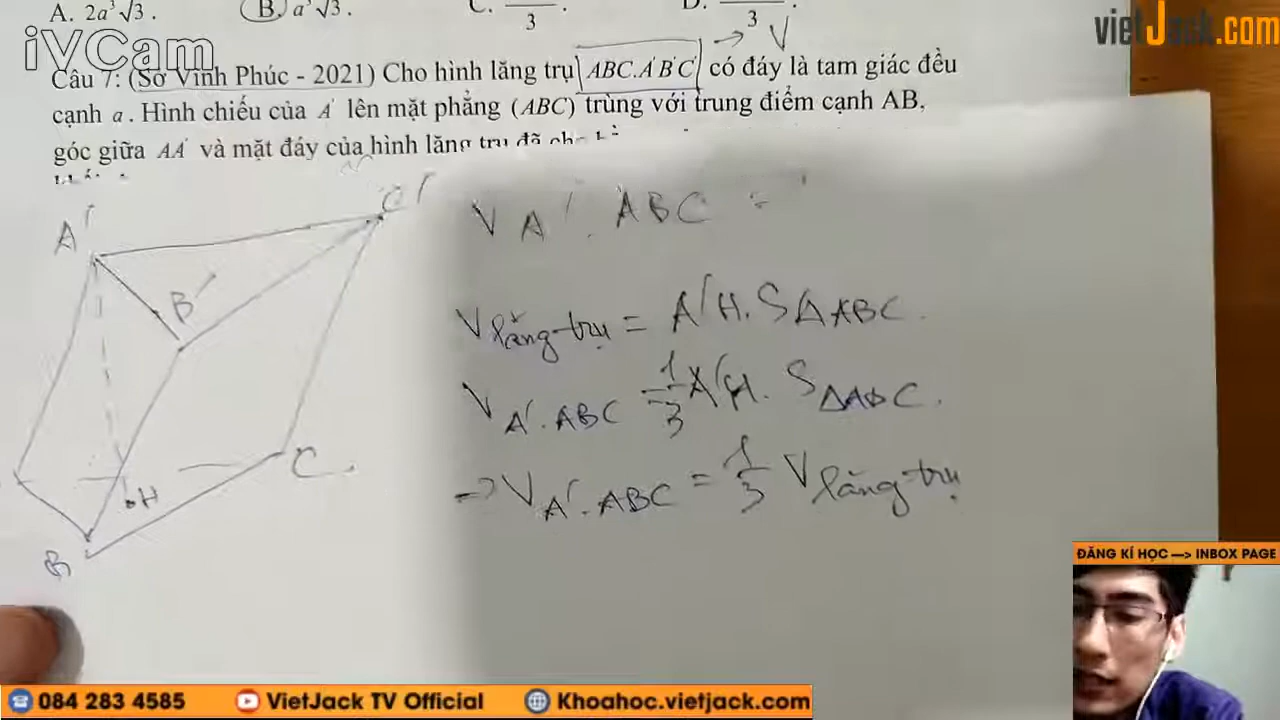 A. 2a³√3. B. a³√3. C. 3. D. 3
→ V
iVCam
vietJack.com
Câu 7: (Sở Vĩnh Phúc - 2021) Cho hình lăng trụ ABC.A'B'C' có đáy là tam giác đều
cạnh a. Hình chiếu của A' lên mặt phẳng (ABC) trùng với trung điểm cạnh AB,
góc giữa AA' và mặt đáy của hình lăng trụ đã
A'
C'
B'
H
C
B
V A'.ABC =
V lăng trụ = A'H. SΔABC.
V A'.ABC = 1/3 A'H. SΔABC.
=> V A'.ABC = 1/3 V lăng trụ
ĐĂNG KÍ HỌC —> INBOX PAGE
084 283 4585 VietJack TV Official Khoahoc.vietjack.com